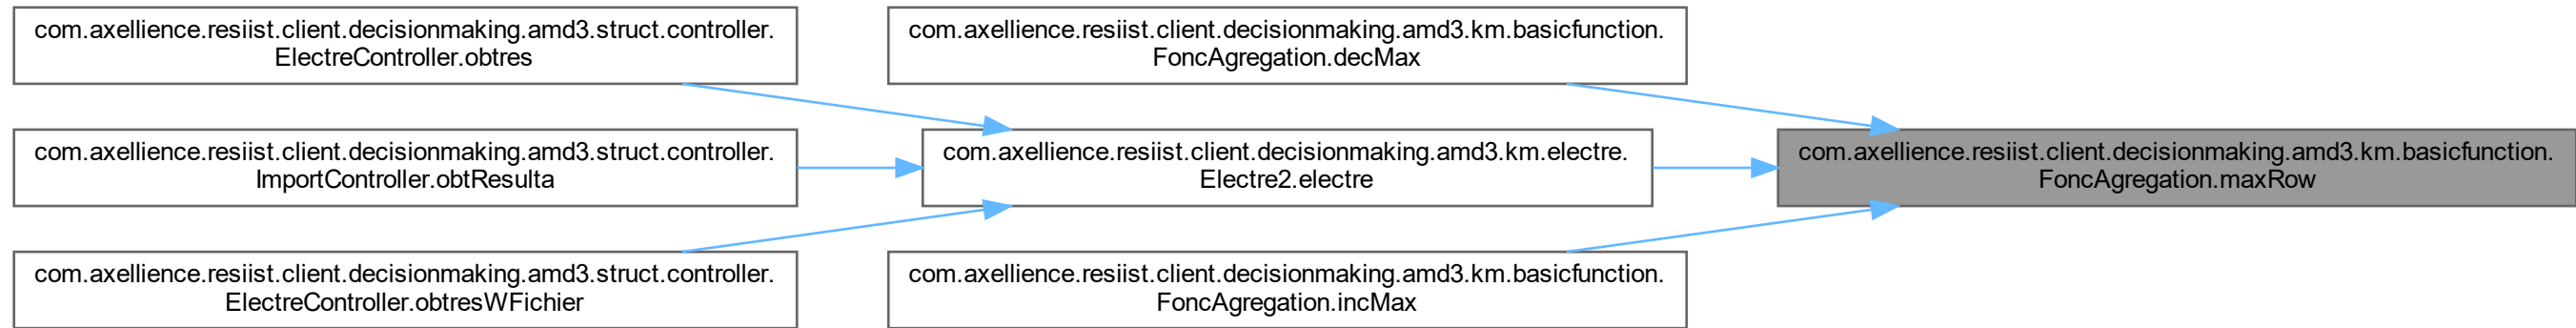 com.axellience.resiist.client.decisionmaking.amd3.struct.controller.
ElectreController.obtres
com.axellience.resiist.client.decisionmaking.amd3.struct.controller.
ImportController.obtResulta
com.axellience.resiist.client.decisionmaking.amd3.struct.controller.
ElectreController.obtresWFichier
com.axellience.resiist.client.decisionmaking.amd3.km.basicfunction.
FoncAgregation.decMax
com.axellience.resiist.client.decisionmaking.amd3.km.electre.
Electre2.electre
com.axellience.resiist.client.decisionmaking.amd3.km.basicfunction.
FoncAgregation.incMax
com.axellience.resiist.client.decisionmaking.amd3.km.basicfunction.
FoncAgregation.maxRow